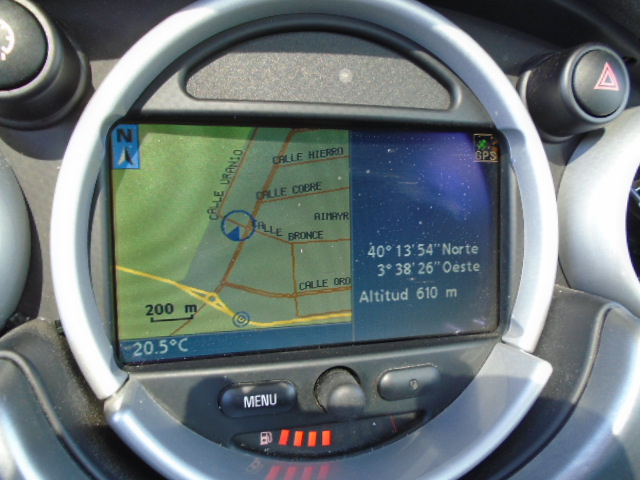 N
GPS
CALLE URANIO
CALLE HIERRO
CALLE COBRE
AIMAYR
CALLE BRONCE
CALLE ORO
40° 13'54"Norte
3° 38'26"Oeste
Altitud 610 m
200 m
20.5°C
MENU